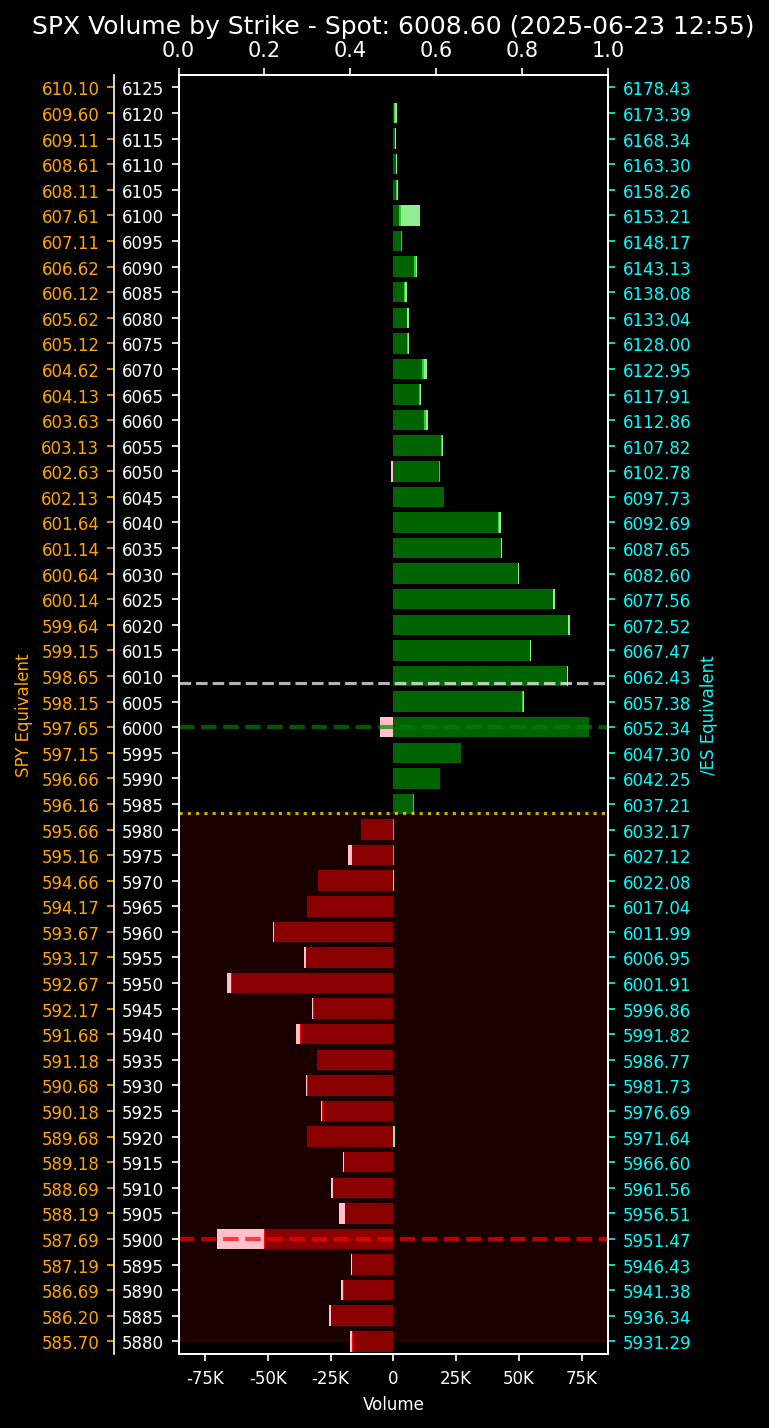 SPX Volume by Strike - Spot: 6008.60 (2025-06-23 12:55)
0.0 0.2 0.4 0.6 0.8 1.0
610.10 6125 6178.43
609.60 6120 6173.39
609.11 6115 6168.34
608.61 6110 6163.30
608.11 6105 6158.26
607.61 6100 6153.21
607.11 6095 6148.17
606.62 6090 6143.13
606.12 6085 6138.08
605.62 6080 6133.04
605.12 6075 6128.00
604.62 6070 6122.95
604.13 6065 6117.91
603.63 6060 6112.86
603.13 6055 6107.82
602.63 6050 6102.78
602.13 6045 6097.73
601.64 6040 6092.69
601.14 6035 6087.65
600.64 6030 6082.60
600.14 6025 6077.56
599.64 6020 6072.52
599.15 6015 6067.47
598.65 6010 6062.43
598.15 6005 6057.38
597.65 6000 6052.34
597.15 5995 6047.30
596.66 5990 6042.25
596.16 5985 6037.21
595.66 5980 6032.17
595.16 5975 6027.12
594.66 5970 6022.08
594.17 5965 6017.04
593.67 5960 6011.99
593.17 5955 6006.95
592.67 5950 6001.91
592.17 5945 5996.86
591.68 5940 5991.82
591.18 5935 5986.77
590.68 5930 5981.73
590.18 5925 5976.69
589.68 5920 5971.64
589.18 5915 5966.60
588.69 5910 5961.56
588.19 5905 5956.51
587.69 5900 5951.47
587.19 5895 5946.43
586.69 5890 5941.38
586.20 5885 5936.34
585.70 5880 5931.29
SPY Equivalent
/ES Equivalent
-75K -50K -25K 0 25K 50K 75K
Volume